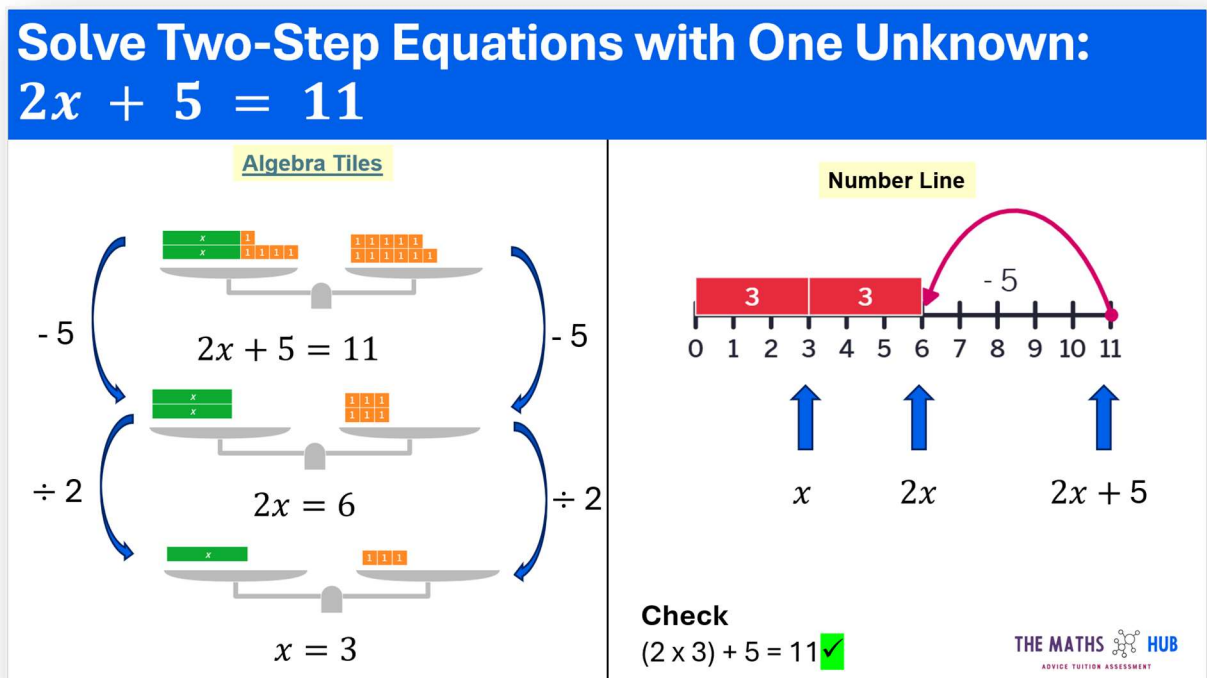 Solve Two-Step Equations with One Unknown:
2x + 5 = 11
Algebra Tiles
x 1
x 1 1 1 1
1 1 1 1 1
1 1 1 1 1 1
- 5
- 5
2x + 5 = 11
x
x
1 1 1
1 1 1
÷ 2
÷ 2
2x = 6
x
1 1 1
x = 3
Number Line
- 5
3 3
0 1 2 3 4 5 6 7 8 9 10 11
x 2x 2x + 5
Check
(2 x 3) + 5 = 11✓
THE MATHS HUB
ADVICE TUITION ASSESSMENT